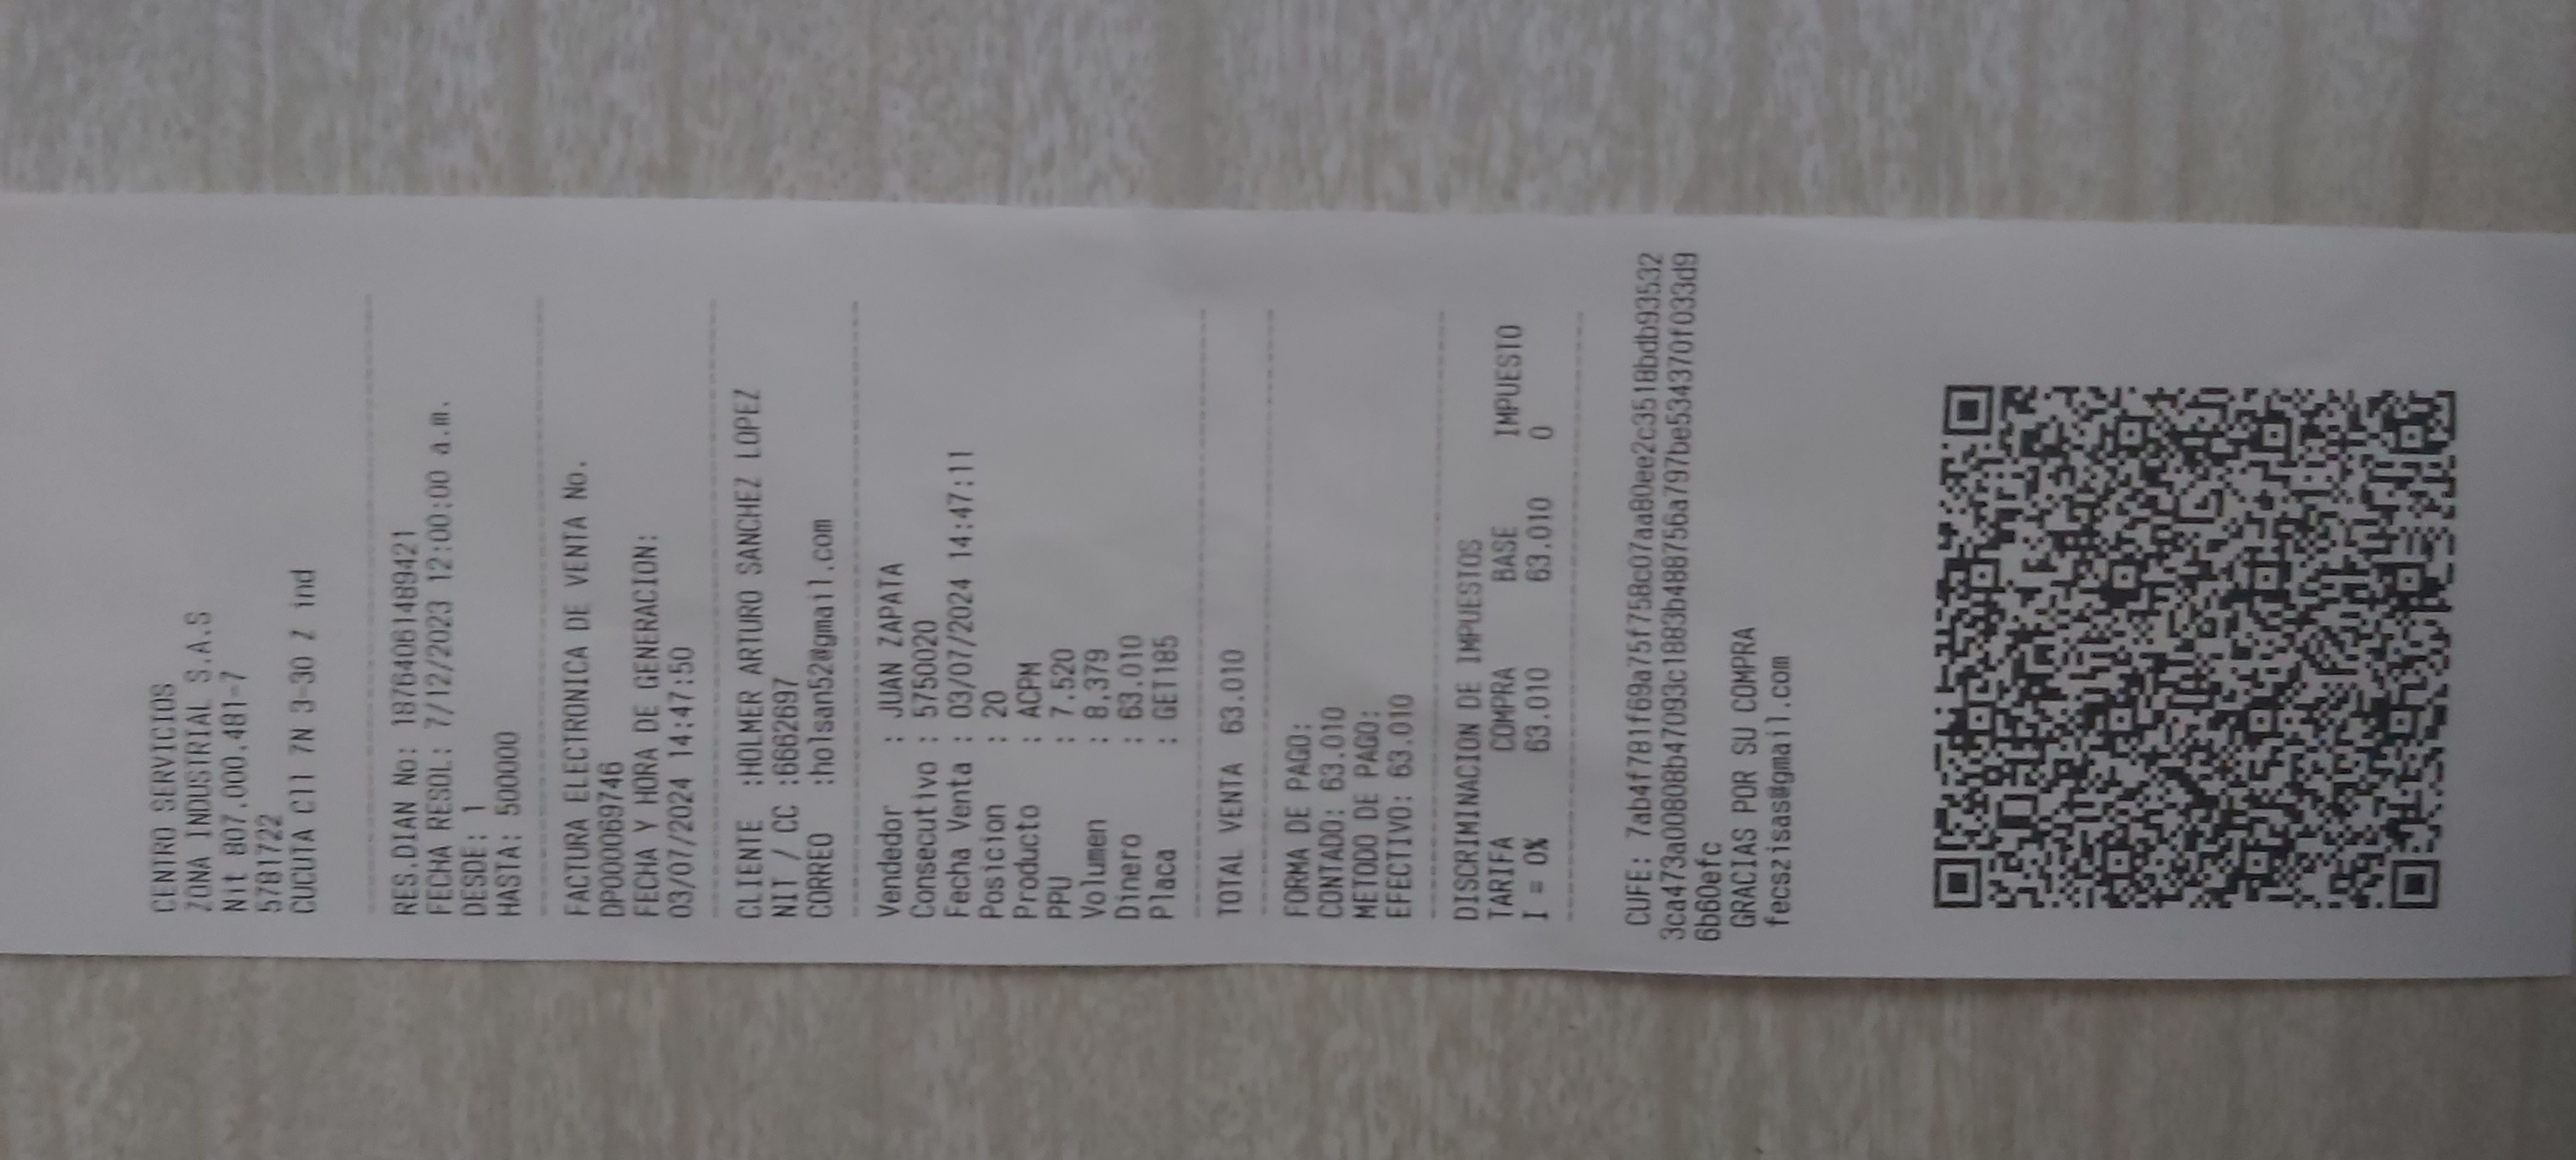 CENTRO SERVICIOS
ZONA INDUSTRIAL S.A.S
Nit 807.000.481-7
5781722
CUCUTA Cll 7N 3-30 Z ind
RES.DIAN No: 18764061489421
FECHA RESOL: 7/12/2023 12:00:00 a.m.
DESDE: 1
HASTA: 500000
FACTURA ELECTRONICA DE VENTA No.
DP000069746
FECHA Y HORA DE GENERACION:
03/07/2024 14:47:50
CLIENTE :HOLMER ARTURO SANCHEZ LOPEZ
NIT / CC :6662697
CORREO :holsan52@gmail.com
Vendedor : JUAN ZAPATA
Consecutivo : 5750020
Fecha Venta : 03/07/2024 14:47:11
Posicion : 20
Producto : ACPM
PPU : 7.520
Volumen : 8.379
Dinero : 63.010
Placa : GET185
TOTAL VENTA 63.010
FORMA DE PAGO:
CONTADO: 63.010
METODO DE PAGO:
EFECTIVO: 63.010
DISCRIMINACION DE IMPUESTOS
TARIFA COMPRA BASE IMPUESTO
I = 0% 63.010 63.010 0
CUFE: 7ab4f781f69a75f758c07aa80ee2c3518bdb93532
3ca473a00808b47093c1883b488756a797be534370f033d9
6b60efc
GRACIAS POR SU COMPRA
fecszisas@gmail.com